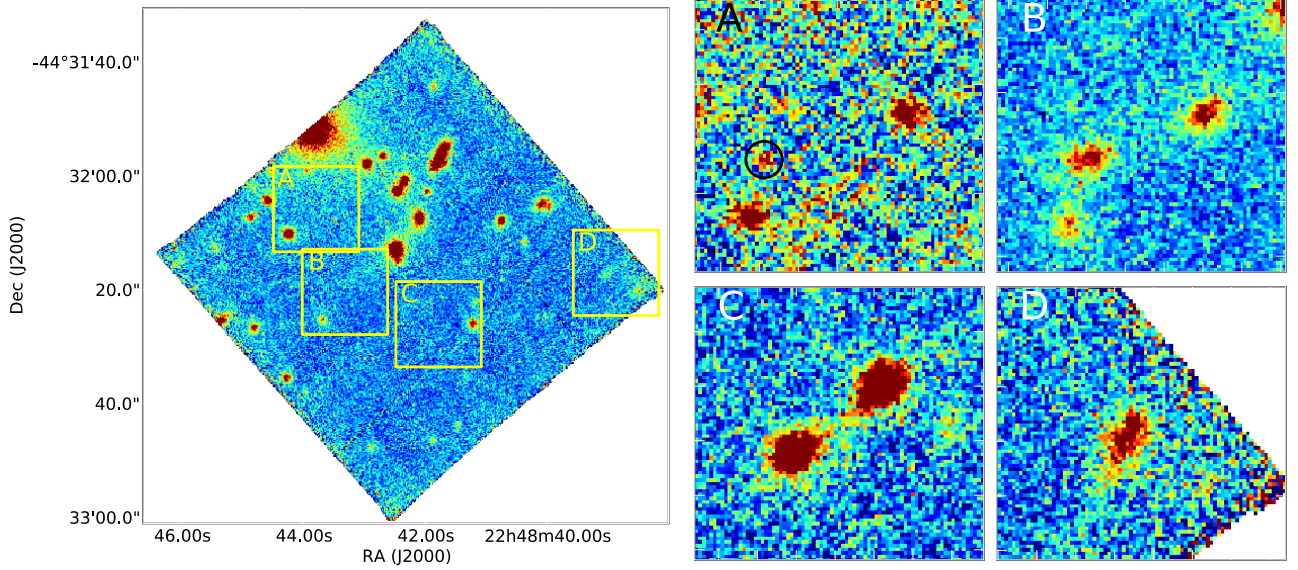 -44°31'40.0"
32'00.0"
20.0"
40.0"
33'00.0"
Dec (J2000)
46.00s
44.00s
42.00s
22h48m40.00s
RA (J2000)
A
B
C
D
A
B
C
D